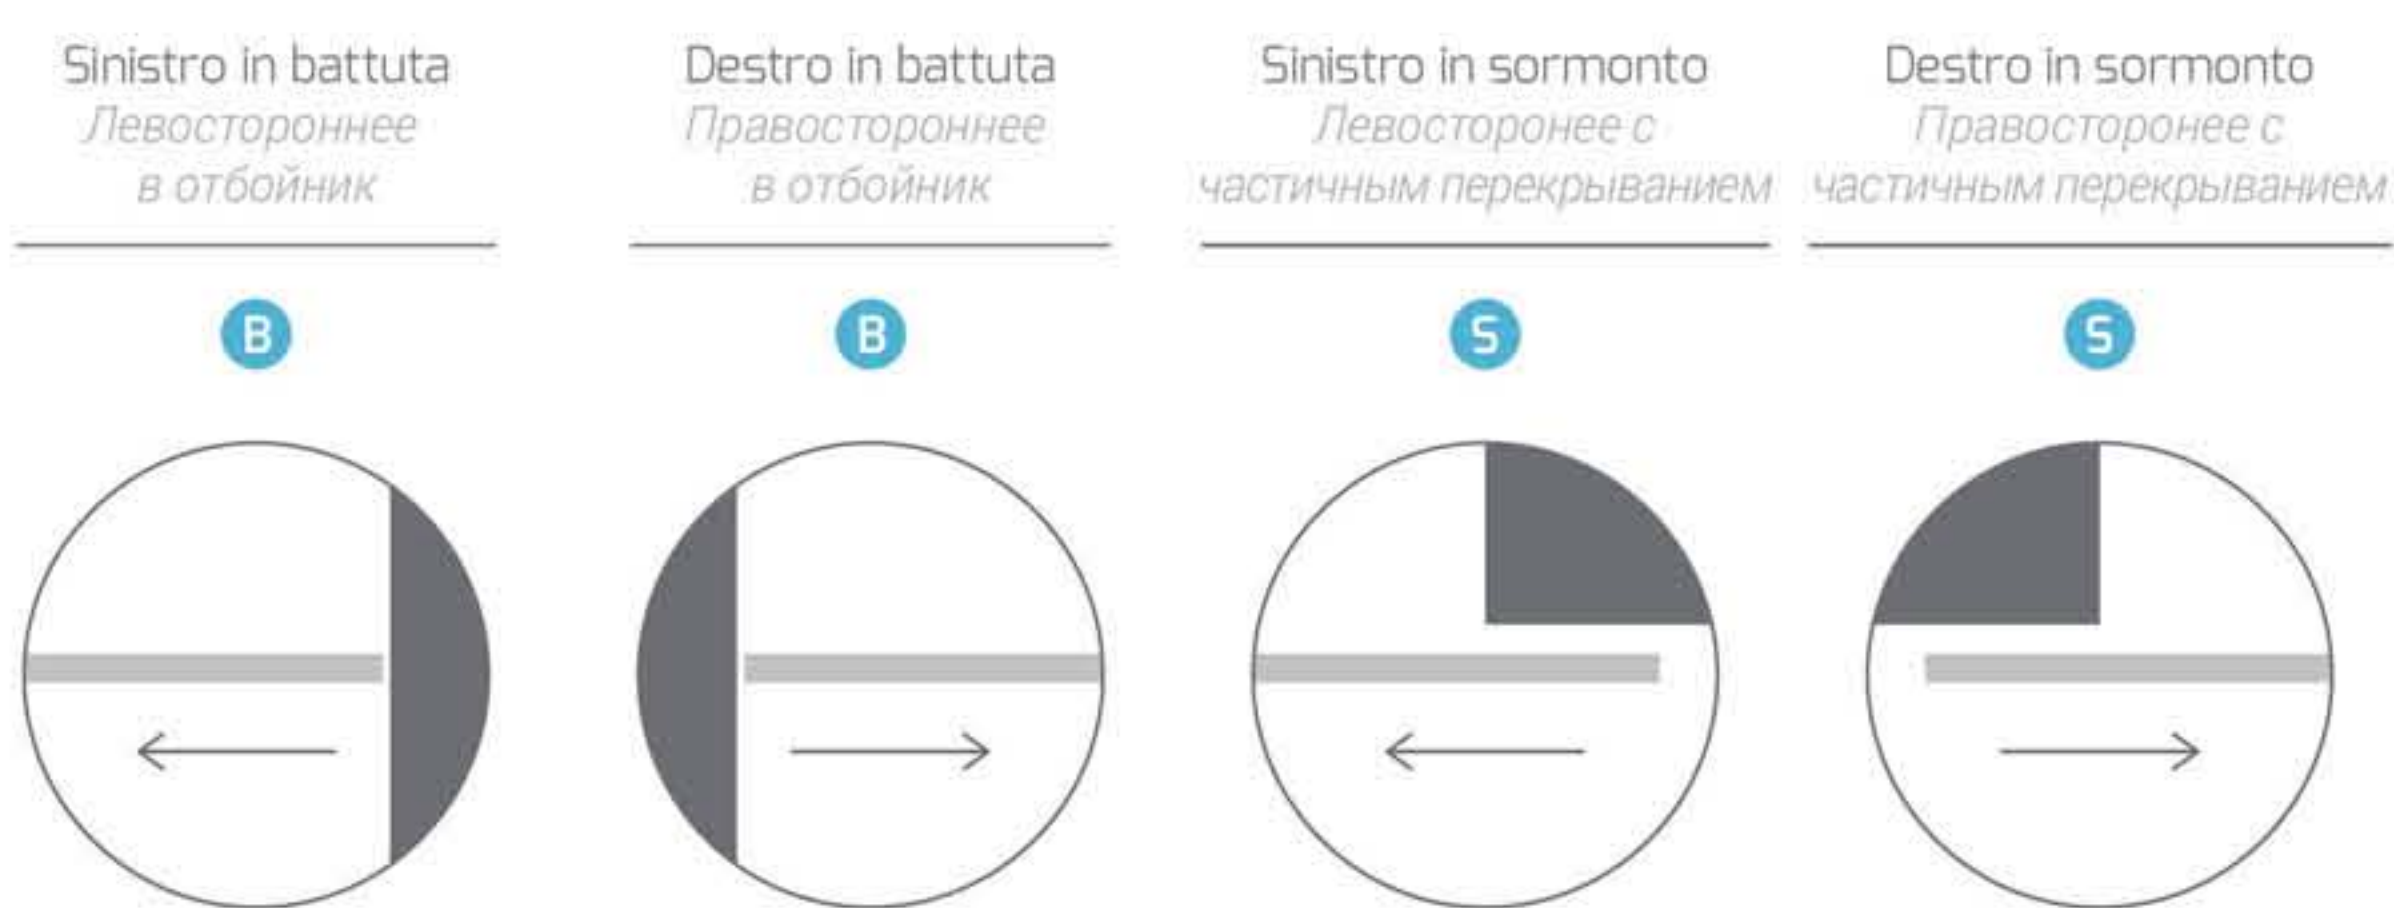 Sinistro in battuta
Левостороннее
в отбойник
B
Destro in battuta
Правостороннее
в отбойник
B
Sinistro in sormonto
Левосторонее с
частичным перекрыванием
S
Destro in sormonto
Правосторонее с
частичным перекрыванием
S